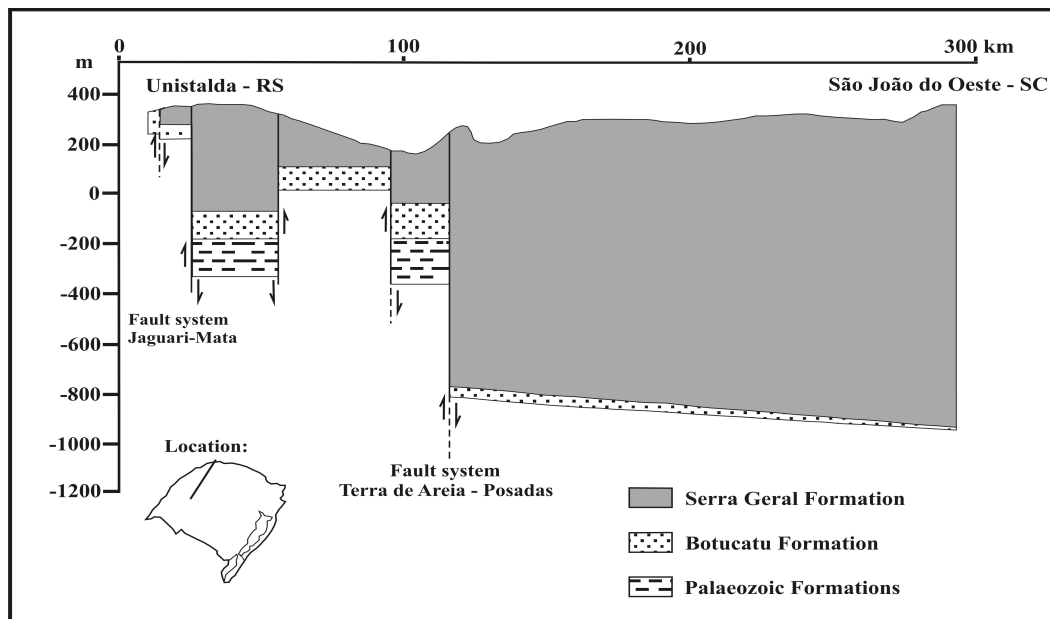 0 100 200 300 km
m
Unistalda - RS São João do Oeste - SC
400
200
0
-200
-400
-600
-800
-1000
-1200
Fault system
Jaguari-Mata
Location:
Fault system
Terra de Areia - Posadas
Serra Geral Formation
Botucatu Formation
Palaeozoic Formations